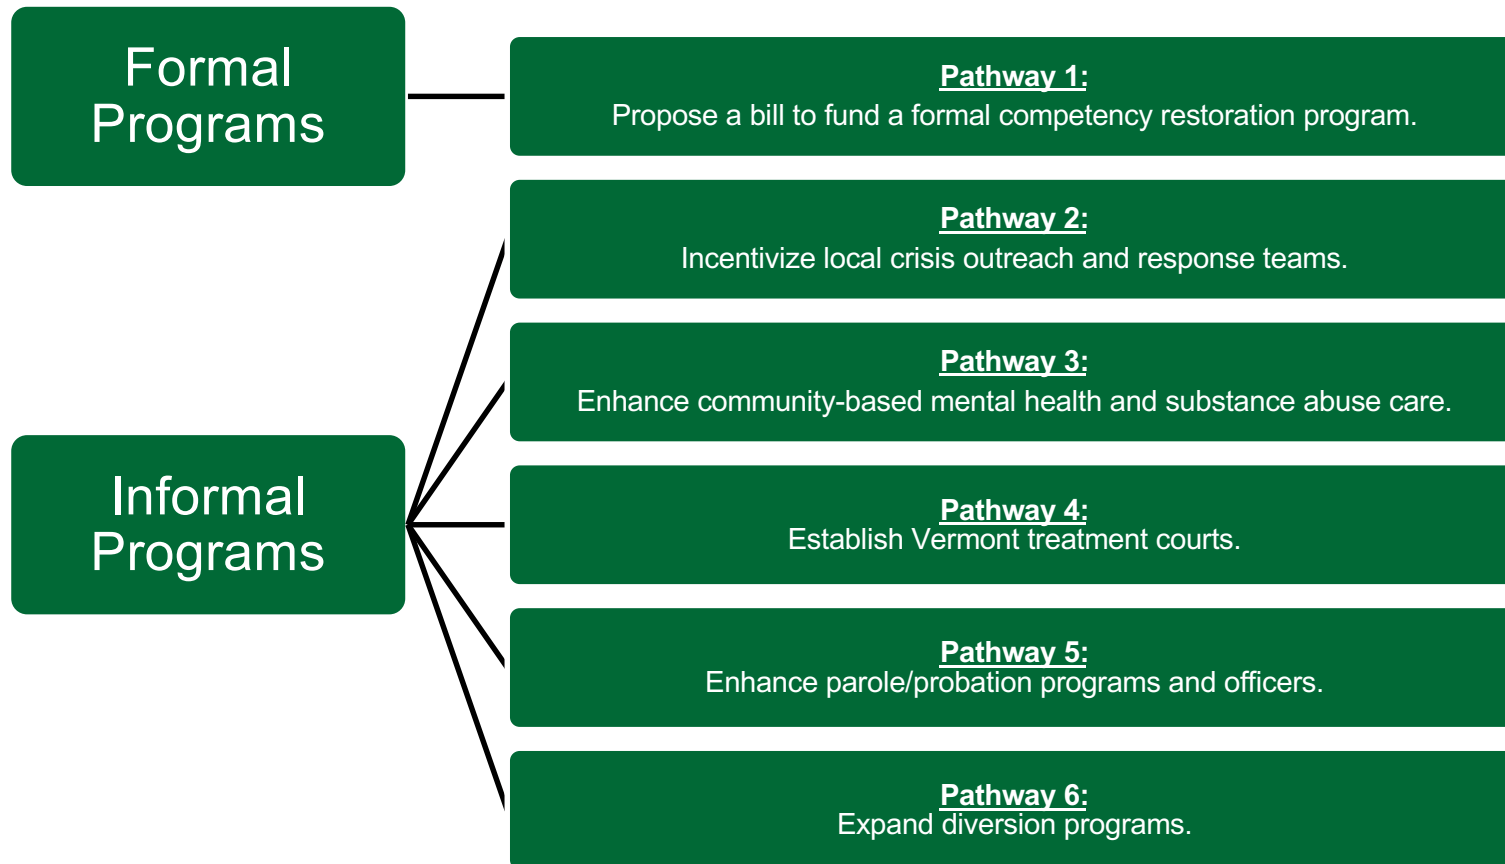 Formal
Programs
Pathway 1:
Propose a bill to fund a formal competency restoration program.
Pathway 2:
Incentivize local crisis outreach and response teams.
Pathway 3:
Enhance community-based mental health and substance abuse care.
Informal
Programs
Pathway 4:
Establish Vermont treatment courts.
Pathway 5:
Enhance parole/probation programs and officers.
Pathway 6:
Expand diversion programs.